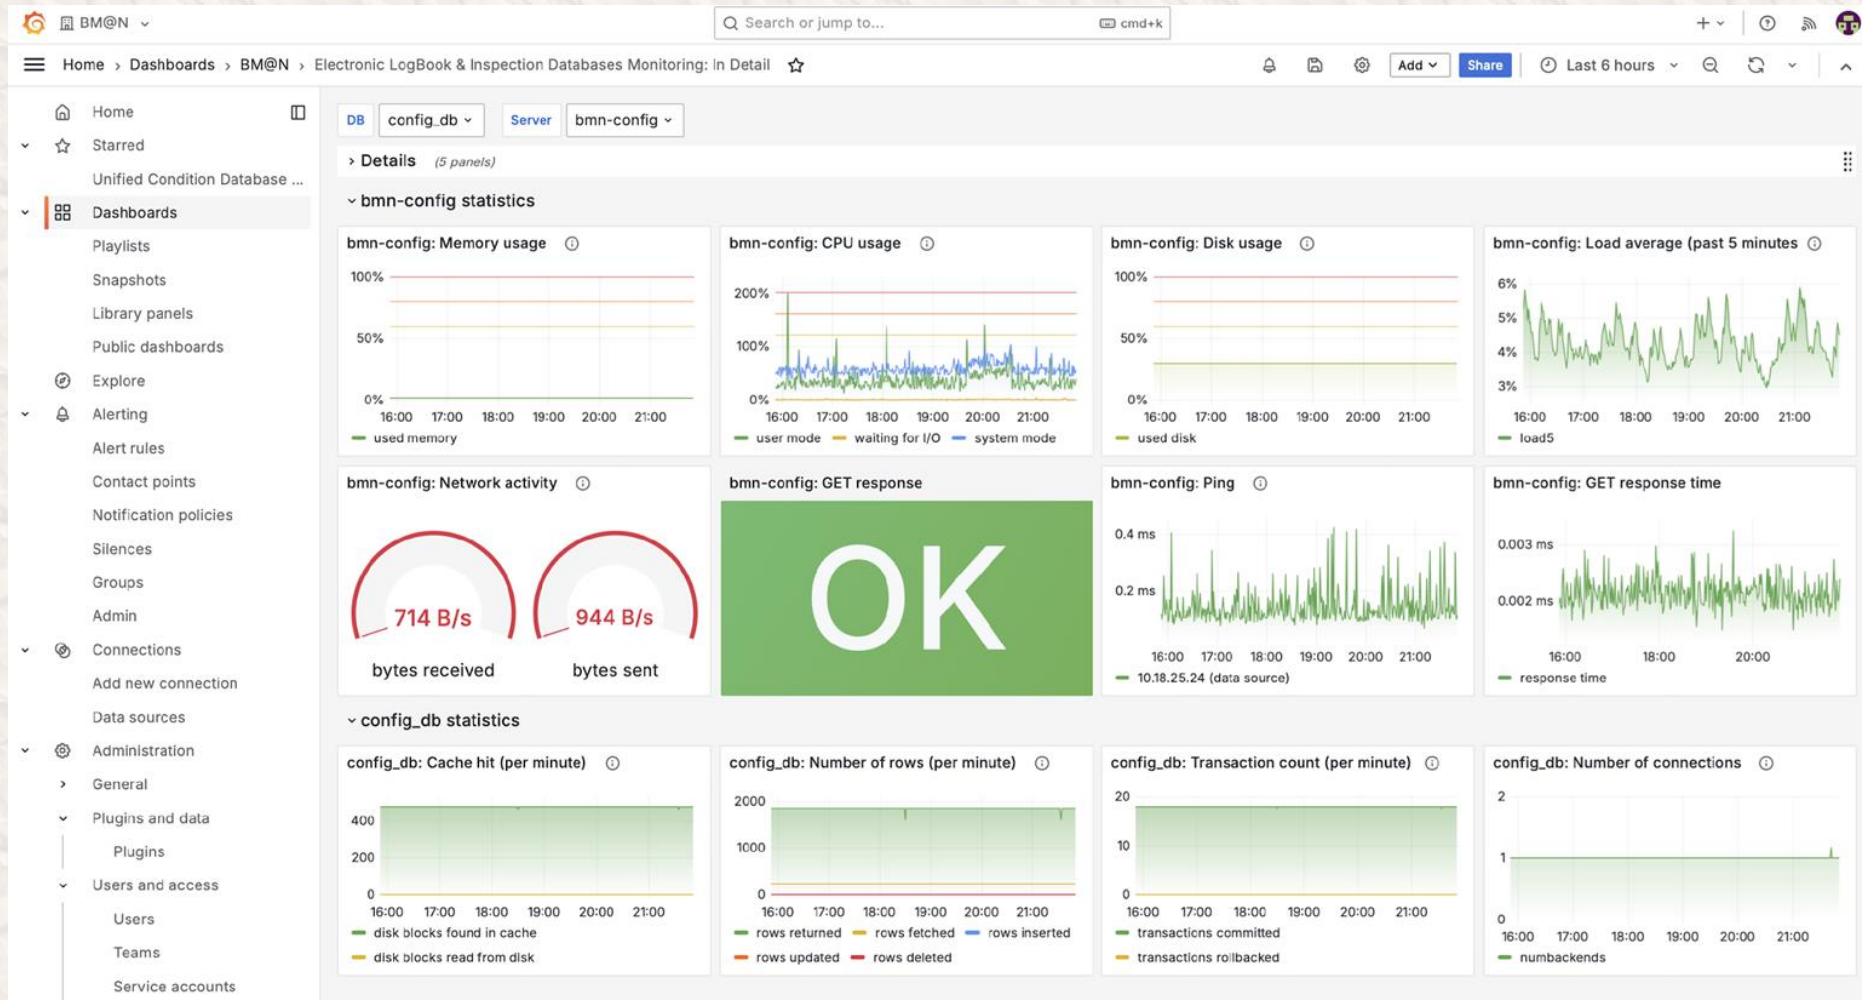 BM@N
Search or jump to...
cmd+k
Home › Dashboards › BM@N › Electronic LogBook & Inspection Databases Monitoring: In Detail
Add
Share
Last 6 hours
Home
Starred
Unified Condition Database ...
Dashboards
Playlists
Snapshots
Library panels
Public dashboards
Explore
Alerting
Alert rules
Contact points
Notification policies
Silences
Groups
Admin
Connections
Add new connection
Data sources
Administration
General
Plugins and data
Plugins
Users and access
Users
Teams
Service accounts
DB config_db Server bmn-config
Details (5 panels)
bmn-config statistics
bmn-config: Memory usage
100%
50%
0%
16:00 17:00 18:00 19:00 20:00 21:00
used memory
bmn-config: CPU usage
200%
100%
0%
16:00 17:00 18:00 19:00 20:00 21:00
user mode waiting for I/O system mode
bmn-config: Disk usage
100%
50%
0%
16:00 17:00 18:00 19:00 20:00 21:00
used disk
bmn-config: Load average (past 5 minutes
6%
5%
4%
3%
16:00 17:00 18:00 19:00 20:00 21:00
load5
bmn-config: Network activity
714 B/s 944 B/s
bytes received bytes sent
bmn-config: GET response
OK
bmn-config: Ping
0.4 ms
0.2 ms
16:00 17:00 18:00 19:00 20:00 21:00
10.18.25.24 (data source)
bmn-config: GET response time
0.003 ms
0.002 ms
16:00 18:00 20:00
response time
config_db statistics
config_db: Cache hit (per minute)
400
200
0
16:00 17:00 18:00 19:00 20:00 21:00
disk blocks found in cache
disk blocks read from disk
config_db: Number of rows (per minute)
2000
1000
0
16:00 17:00 18:00 19:00 20:00 21:00
rows returned rows fetched rows inserted
rows updated rows deleted
config_db: Transaction count (per minute)
20
10
0
16:00 17:00 18:00 19:00 20:00 21:00
transactions committed
transactions rollbacked
config_db: Number of connections
2
1
0
16:00 17:00 18:00 19:00 20:00 21:00
numbackends